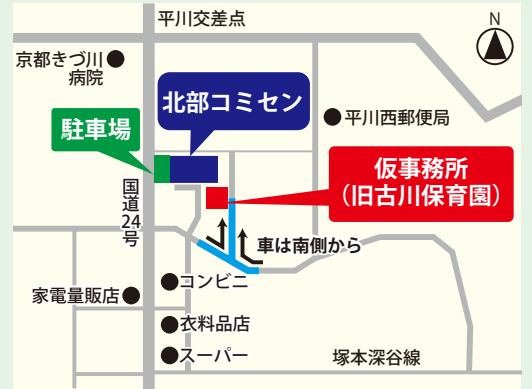 平川交差点
N
京都きづ川
病院
北部コミセン
平川西郵便局
駐車場
仮事務所
（旧古川保育園）
国道24号
車は南側から
コンビニ
家電量販店
衣料品店
スーパー
塚本深谷線